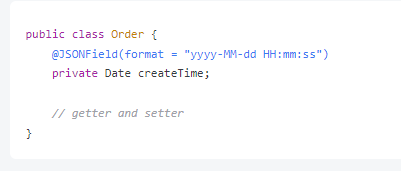 public class Order {
    @JSONField(format = "yyyy-MM-dd HH:mm:ss")
    private Date createTime;

    // getter and setter
}